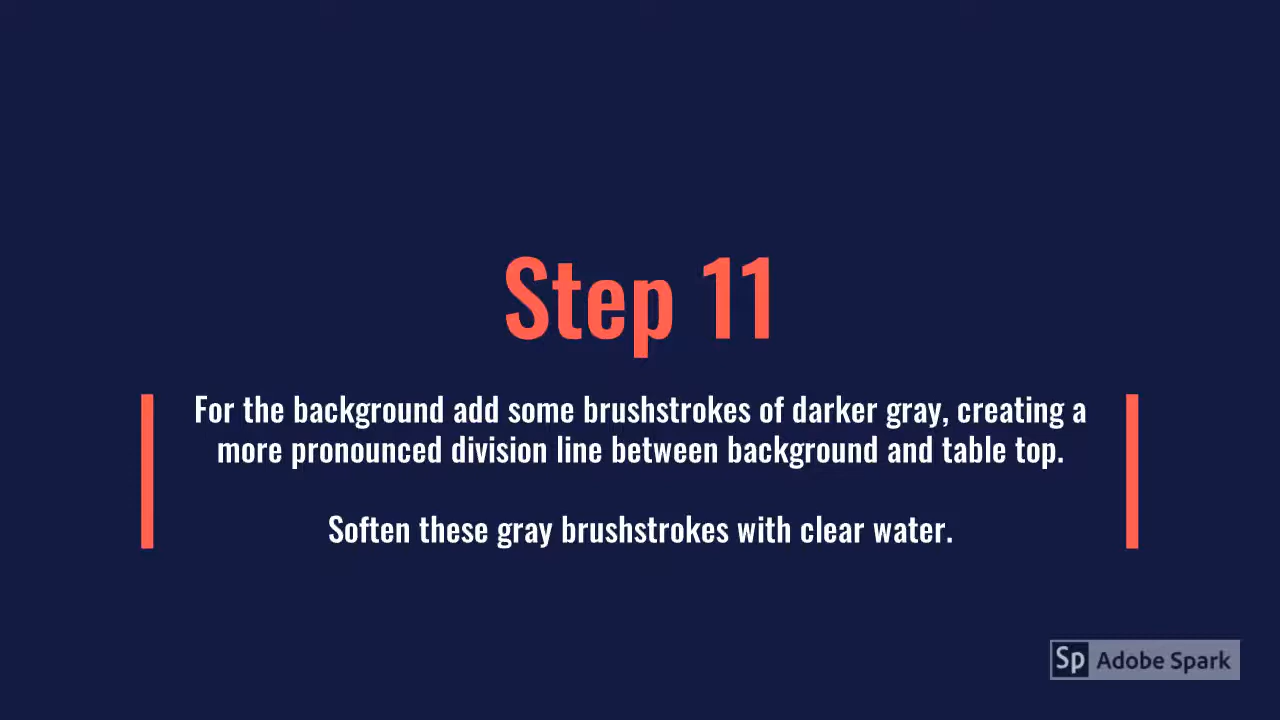 Step 11
For the background add some brushstrokes of darker gray, creating a
more pronounced division line between background and table top.
Soften these gray brushstrokes with clear water.
Sp Adobe Spark